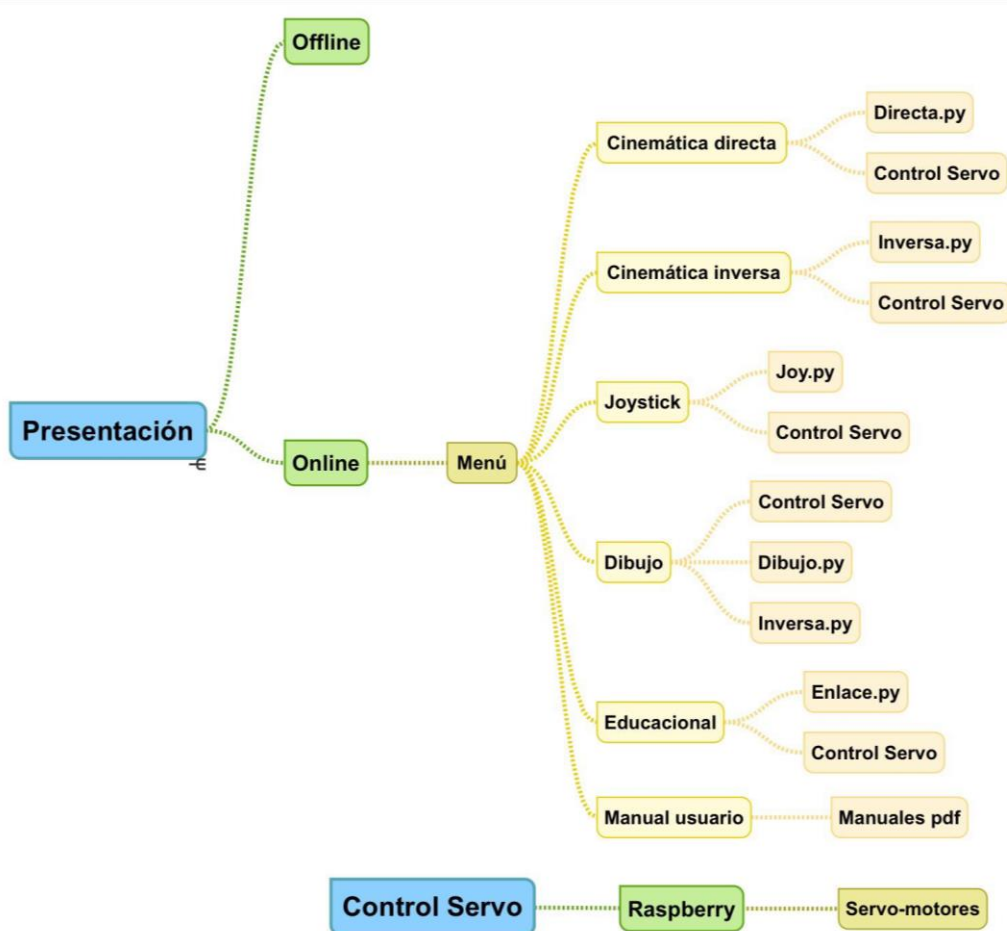 Offline
Directa.py
Cinemática directa
Control Servo
Inversa.py
Cinemática inversa
Control Servo
Joy.py
Joystick
Presentación
Control Servo
Online
Menú
Control Servo
Dibujo
Dibujo.py
Inversa.py
Enlace.py
Educacional
Control Servo
Manual usuario
Manuales pdf
Control Servo
Raspberry
Servo-motores